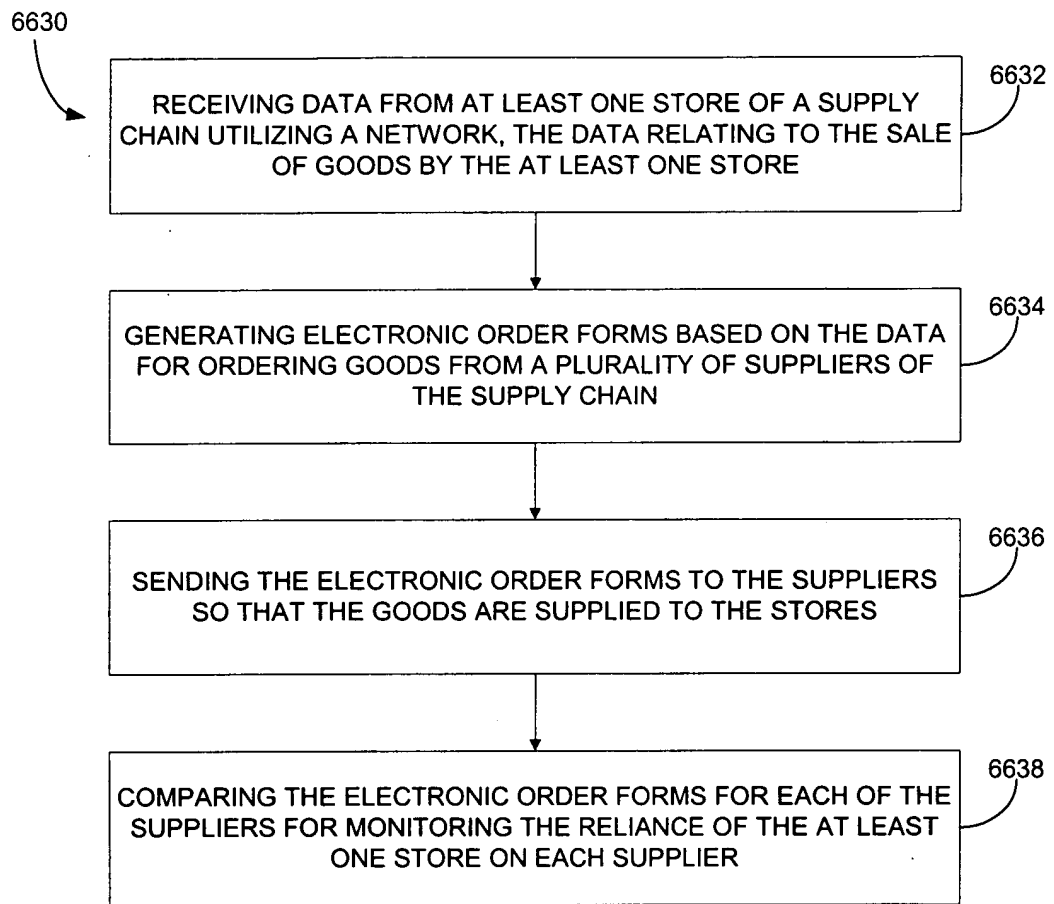 6630
6632
RECEIVING DATA FROM AT LEAST ONE STORE OF A SUPPLY
CHAIN UTILIZING A NETWORK, THE DATA RELATING TO THE SALE
OF GOODS BY THE AT LEAST ONE STORE
6634
GENERATING ELECTRONIC ORDER FORMS BASED ON THE DATA
FOR ORDERING GOODS FROM A PLURALITY OF SUPPLIERS OF
THE SUPPLY CHAIN
6636
SENDING THE ELECTRONIC ORDER FORMS TO THE SUPPLIERS
SO THAT THE GOODS ARE SUPPLIED TO THE STORES
6638
COMPARING THE ELECTRONIC ORDER FORMS FOR EACH OF THE
SUPPLIERS FOR MONITORING THE RELIANCE OF THE AT LEAST
ONE STORE ON EACH SUPPLIER